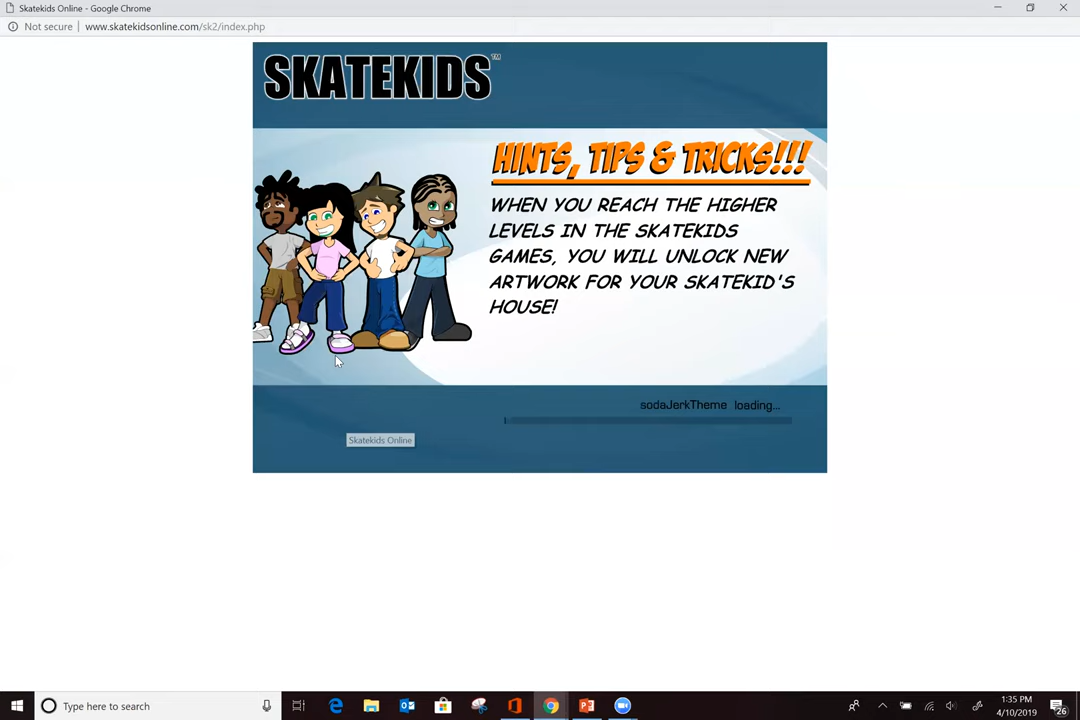 Skatekids Online - Google Chrome
Not secure | www.skatekidsonline.com/sk2/index.php
SKATEKIDS™
HINTS, TIPS & TRICKS!!!
WHEN YOU REACH THE HIGHER
LEVELS IN THE SKATEKIDS
GAMES, YOU WILL UNLOCK NEW
ARTWORK FOR YOUR SKATEKID'S
HOUSE!
sodaJerkTheme loading...
Skatekids Online
Type here to search
1:35 PM
4/10/2019
26